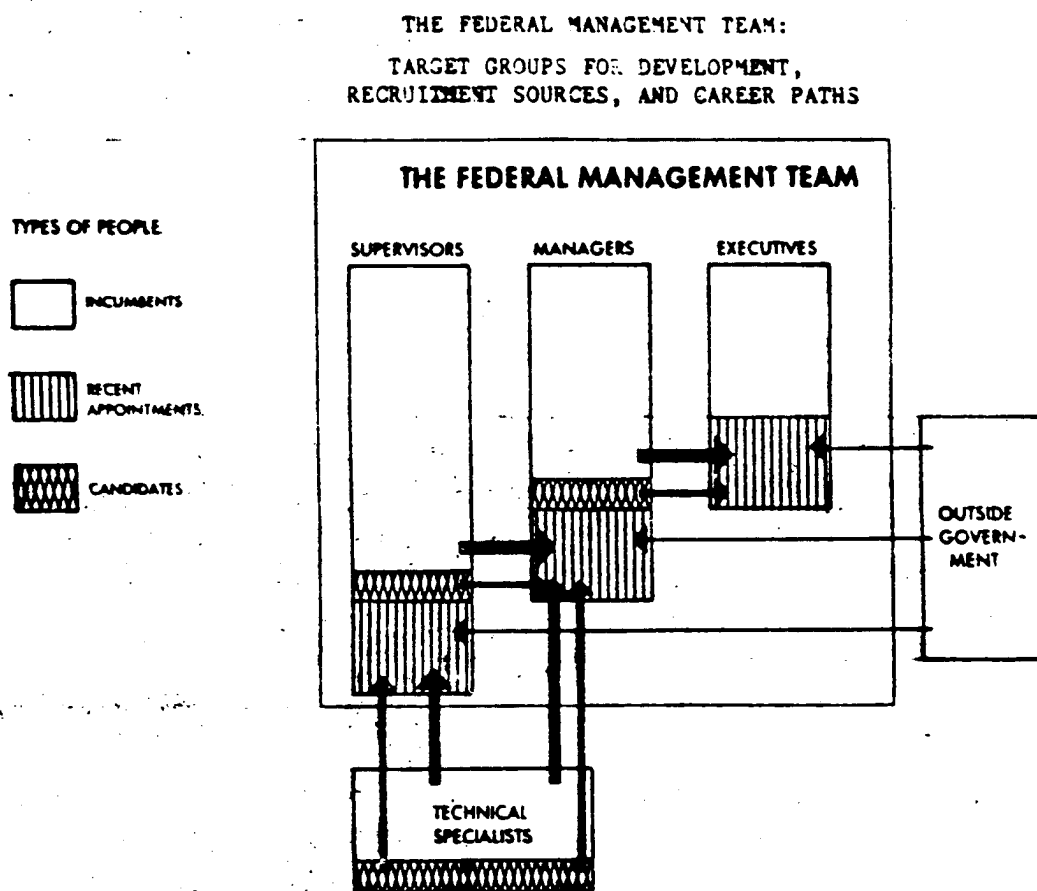 THE FEDERAL MANAGEMENT TEAM:
TARGET GROUPS FOR DEVELOPMENT,
RECRUITMENT SOURCES, AND CAREER PATHS
THE FEDERAL MANAGEMENT TEAM
TYPES OF PEOPLE
INCUMBENTS
RECENT
APPOINTMENTS
CANDIDATES
SUPERVISORS
MANAGERS
EXECUTIVES
OUTSIDE
GOVERN-
MENT
TECHNICAL
SPECIALISTS